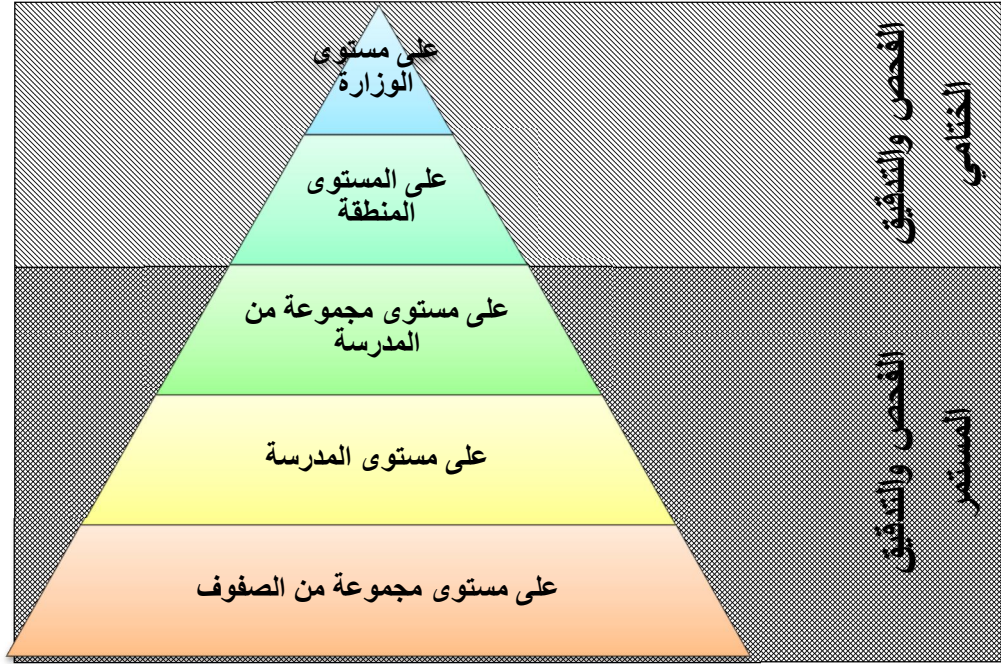 على مستوى
الوزارة
على المستوى
المنطقة
على مستوى مجموعة من
المدرسة
على مستوى المدرسة
على مستوى مجموعة من الصفوف
الفحص والتدقيق
الختامي
الفحص والتدقيق
المستمر